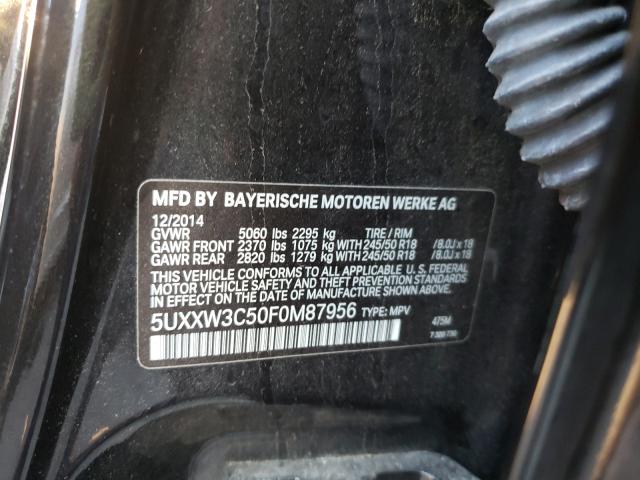 MFD BY BAYERISCHE MOTOREN WERKE AG
12/2014
GVWR 5060 lbs 2295 kg TIRE / RIM
GAWR FRONT 2370 lbs 1075 kg WITH 245/50 R18 /8.0J x 18
GAWR REAR 2820 lbs 1279 kg WITH 245/50 R18 /8.0J x 18
THIS VEHICLE CONFORMS TO ALL APPLICABLE U. S. FEDERAL
MOTOR VEHICLE SAFETY, BUMPER, AND THEFT PREVENTION
STANDARDS IN EFFECT ON THE DATE OF MANUFACTURE SHOWN ABOVE.
5UXXW3C50F0M87956 TYPE: MPV 475M